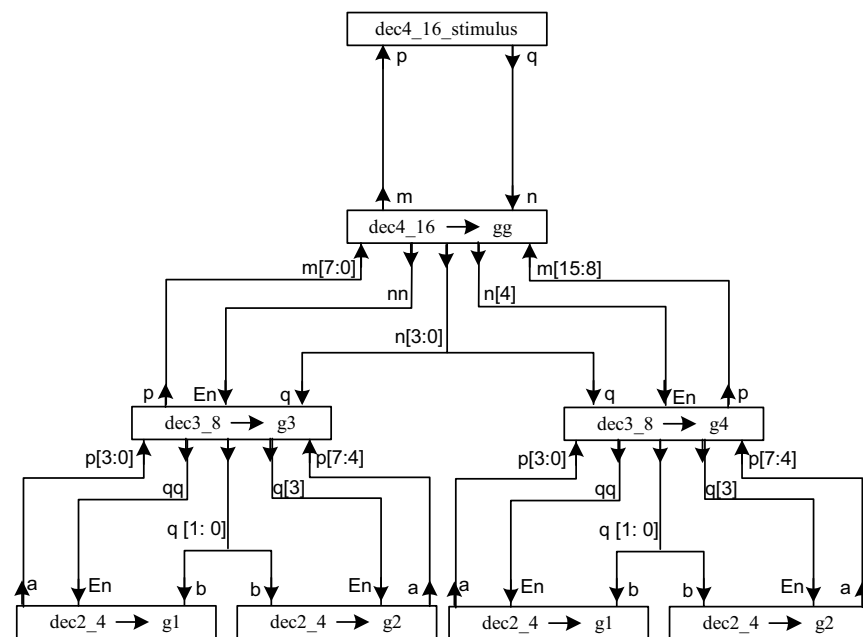 dec4_16_stimulus
p q
m n
dec4_16 gg
m[7:0] nn n[4] m[15:8]
n[3:0]
p En q q En p
dec3_8 g3 dec3_8 g4
p[3:0] p[7:4] p[3:0] p[7:4]
qq q[3] qq q[3]
q [1: 0] q [1: 0]
a En b b a a En b b En a
dec2_4 g1 dec2_4 g2 dec2_4 g1 dec2_4 g2